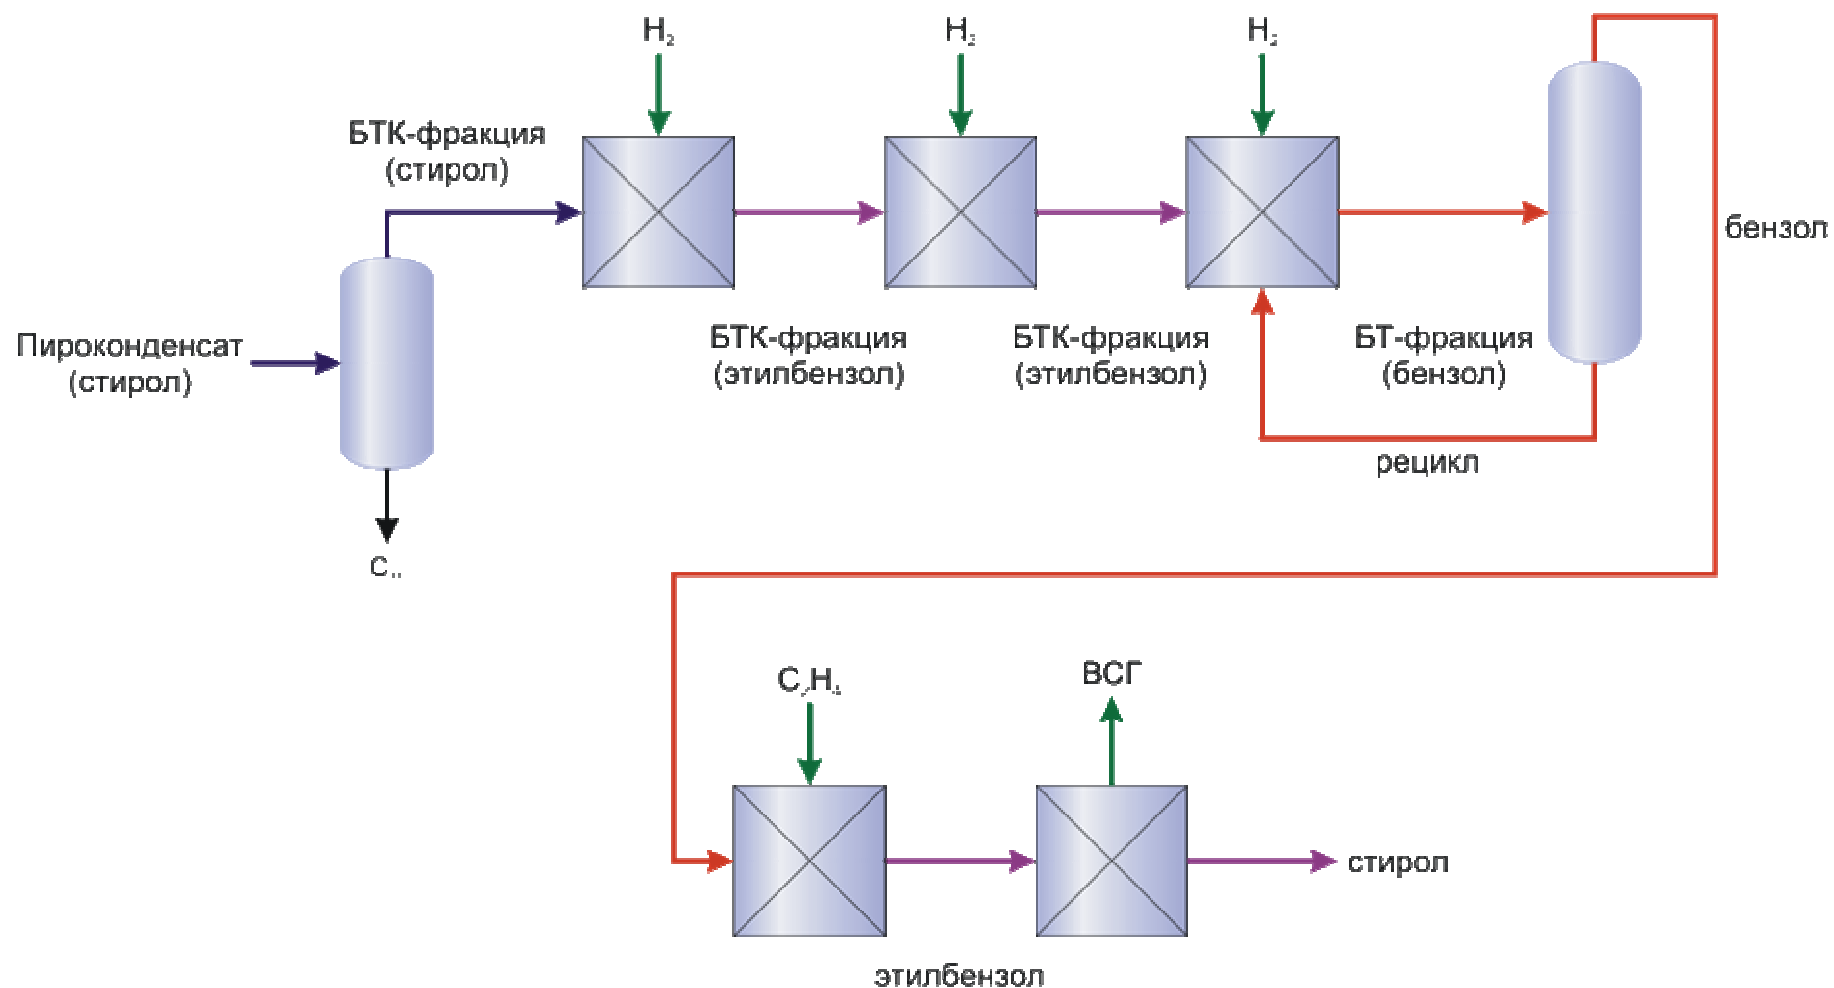 H₂
H₂
H₂
БТК-фракция
(стирол)
бензол
Пироконденсат
(стирол)
БТК-фракция
(этилбензол)
БТК-фракция
(этилбензол)
БТ-фракция
(бензол)
рецикл
C
C₂H₄
ВСГ
стирол
этилбензол